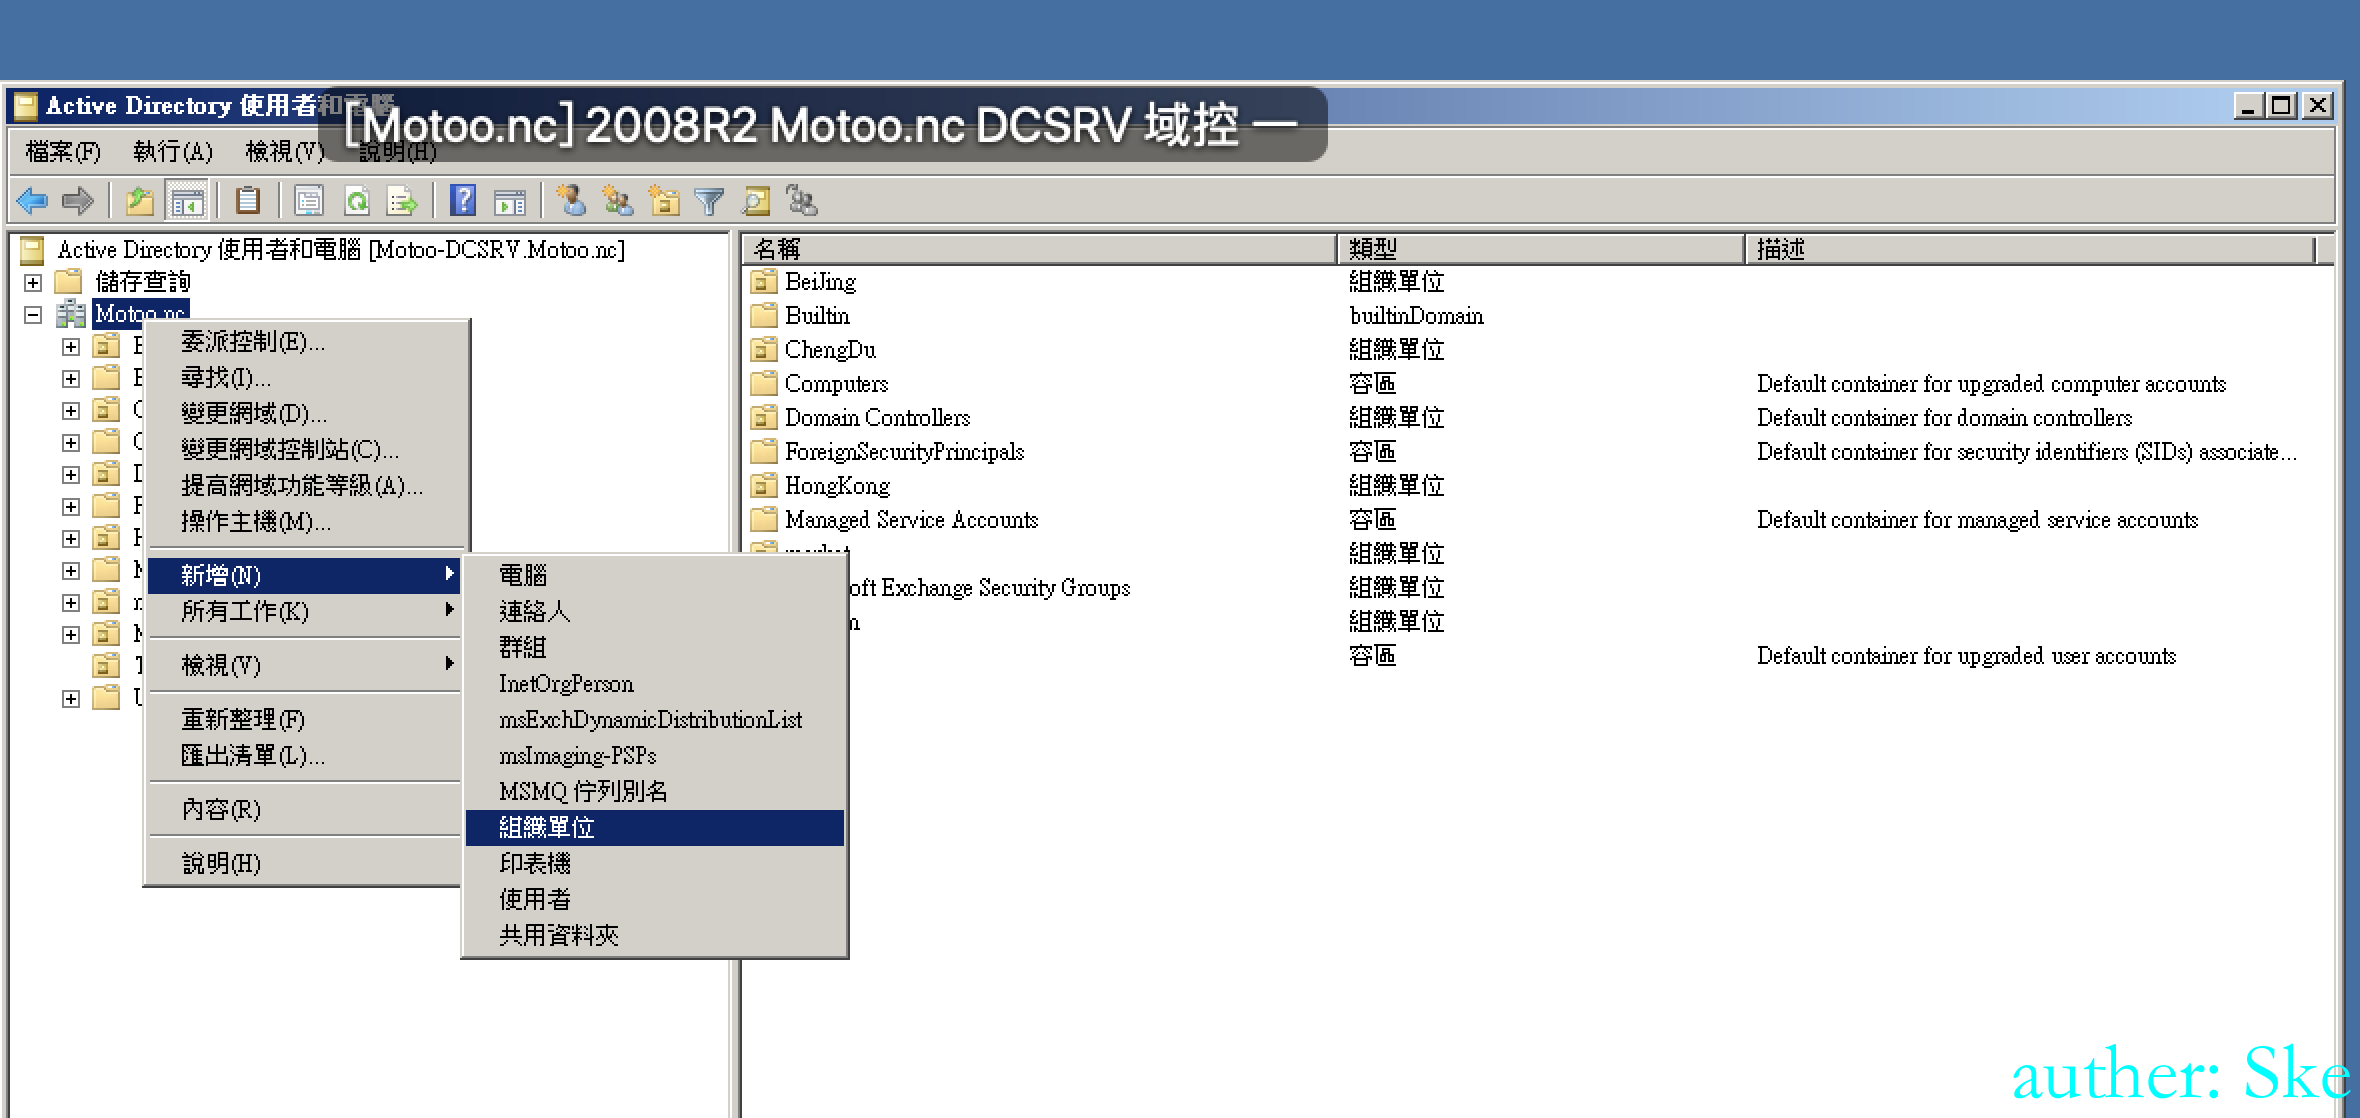 Active Directory 使用者和電腦
[Motoo.nc] 2008R2 Motoo.nc DCSRV 域控 一
檔案(F) 執行(A) 檢視(V) 說明(H)
Active Directory 使用者和電腦 [Motoo-DCSRV.Motoo.nc]
儲存查詢
Motoo.nc
委派控制(E)...
尋找(I)...
變更網域(D)...
變更網域控制站(C)...
提高網域功能等級(A)...
操作主機(M)...
新增(N)
所有工作(K)
檢視(V)
重新整理(F)
匯出清單(L)...
內容(R)
說明(H)
電腦
連絡人
群組
InetOrgPerson
msExchDynamicDistributionList
msImaging-PSPs
MSMQ 佇列別名
組織單位
印表機
使用者
共用資料夾
名稱 類型 描述
BeiJing 組織單位
Builtin builtinDomain
ChengDu 組織單位
Computers 容區 Default container for upgraded computer accounts
Domain Controllers 組織單位 Default container for domain controllers
ForeignSecurityPrincipals 容區 Default container for security identifiers (SIDs) associate...
HongKong 組織單位
Managed Service Accounts 容區 Default container for managed service accounts
組織單位
oft Exchange Security Groups 組織單位
組織單位
容區 Default container for upgraded user accounts
auther: Ske